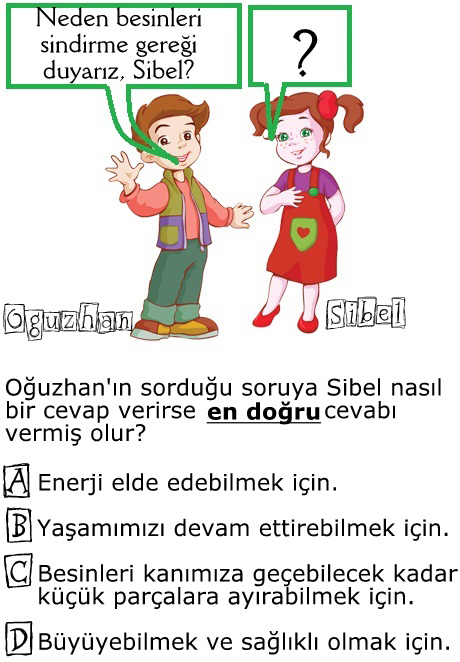 Neden besinleri
sindirme gereği
duyarız, Sibel?
?
Oguzhan
Sibel
Oğuzhan'ın sorduğu soruya Sibel nasıl
bir cevap verirse en doğru cevabı
vermiş olur?
A Enerji elde edebilmek için.
B Yaşamımızı devam ettirebilmek için.
C Besinleri kanımıza geçebilecek kadar
küçük parçalara ayırabilmek için.
D Büyüyebilmek ve sağlıklı olmak için.